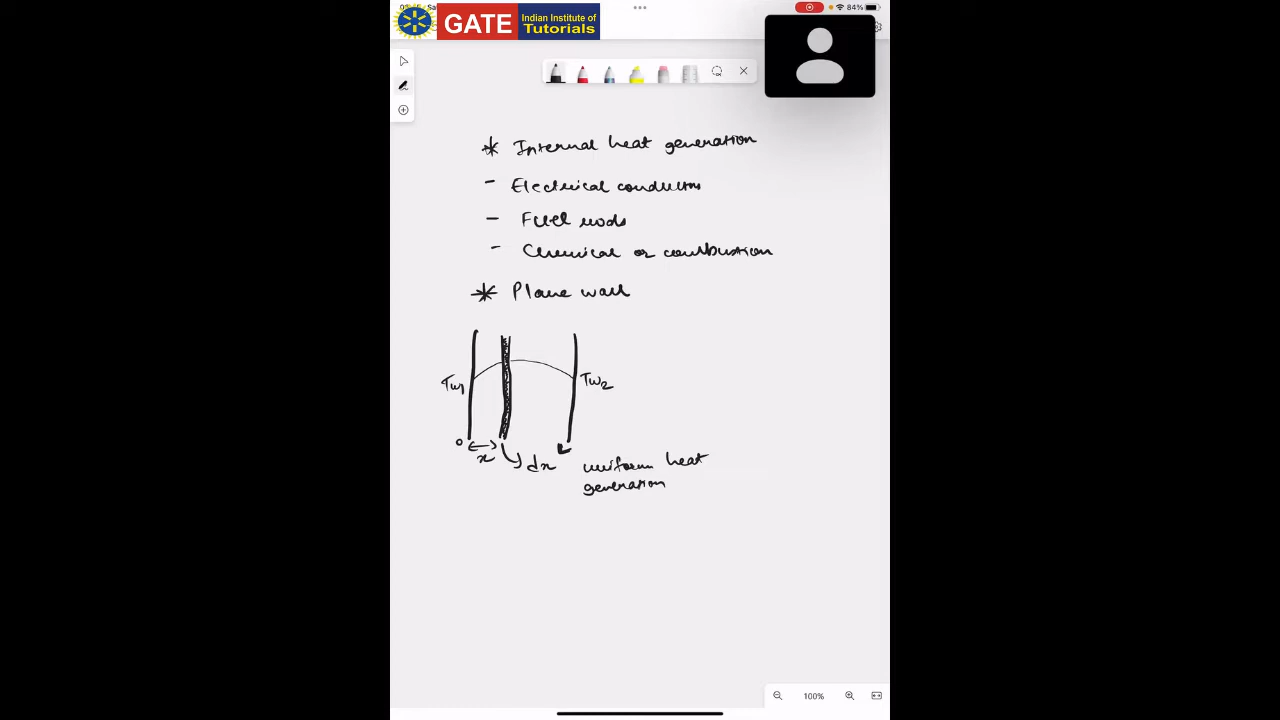 GATE
Indian Institute of
Tutorials
84%
* Internal heat generation
- Electrical conductors
- Fuel rods
- Chemical or combustion
* Plane wall
Tw1
Tw2
0
x
dx
L
uniform heat
generation
100%